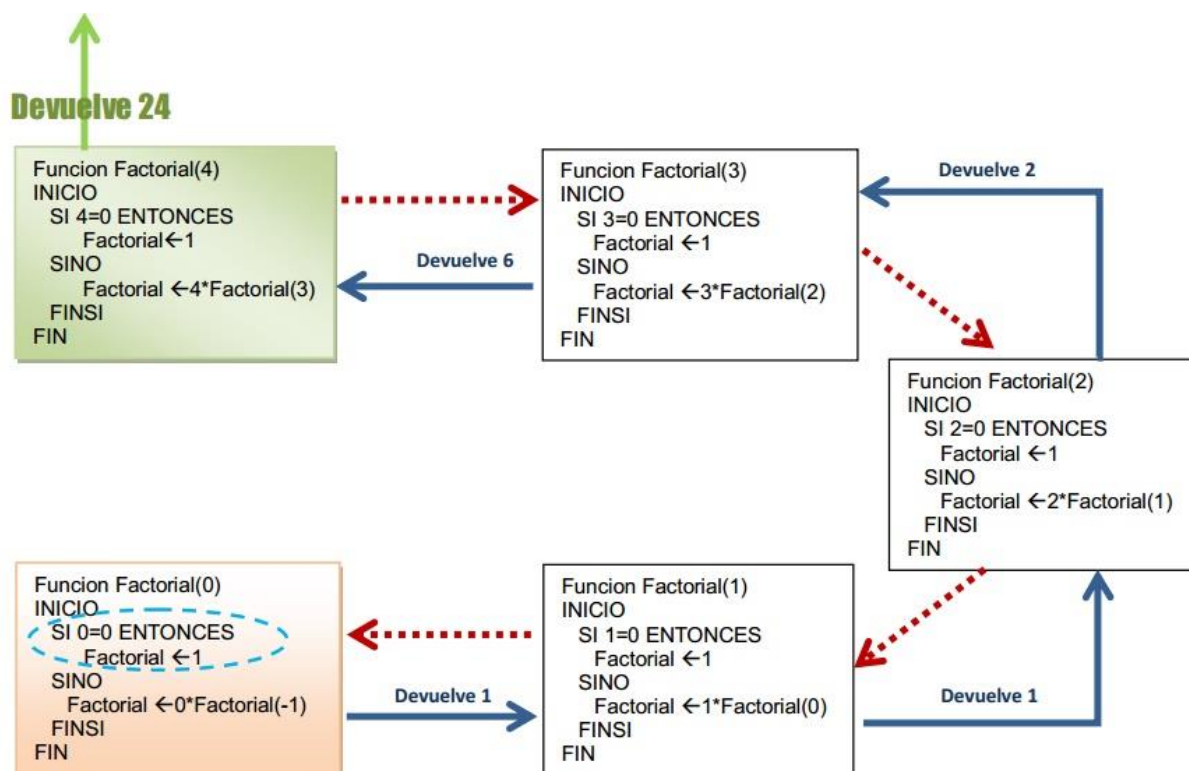 Devuelve 24
Funcion Factorial(4)
INICIO
SI 4=0 ENTONCES
Factorial←1
SINO
Factorial ←4*Factorial(3)
FINSI
FIN
Devuelve 6
Funcion Factorial(3)
INICIO
SI 3=0 ENTONCES
Factorial ←1
SINO
Factorial ←3*Factorial(2)
FINSI
FIN
Devuelve 2
Funcion Factorial(2)
INICIO
SI 2=0 ENTONCES
Factorial ←1
SINO
Factorial ←2*Factorial(1)
FINSI
FIN
Funcion Factorial(0)
INICIO
SI 0=0 ENTONCES
Factorial ←1
SINO
Factorial ←0*Factorial(-1)
FINSI
FIN
Devuelve 1
Funcion Factorial(1)
INICIO
SI 1=0 ENTONCES
Factorial ←1
SINO
Factorial ←1*Factorial(0)
FINSI
FIN
Devuelve 1